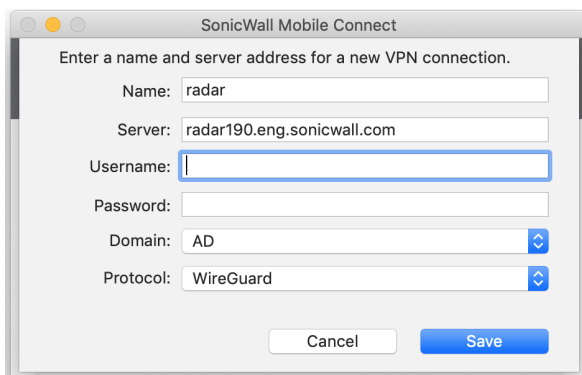 SonicWall Mobile Connect
Enter a name and server address for a new VPN connection.
Name: radar
Server: radar190.eng.sonicwall.com
Username:
Password:
Domain: AD
Protocol: WireGuard
Cancel Save